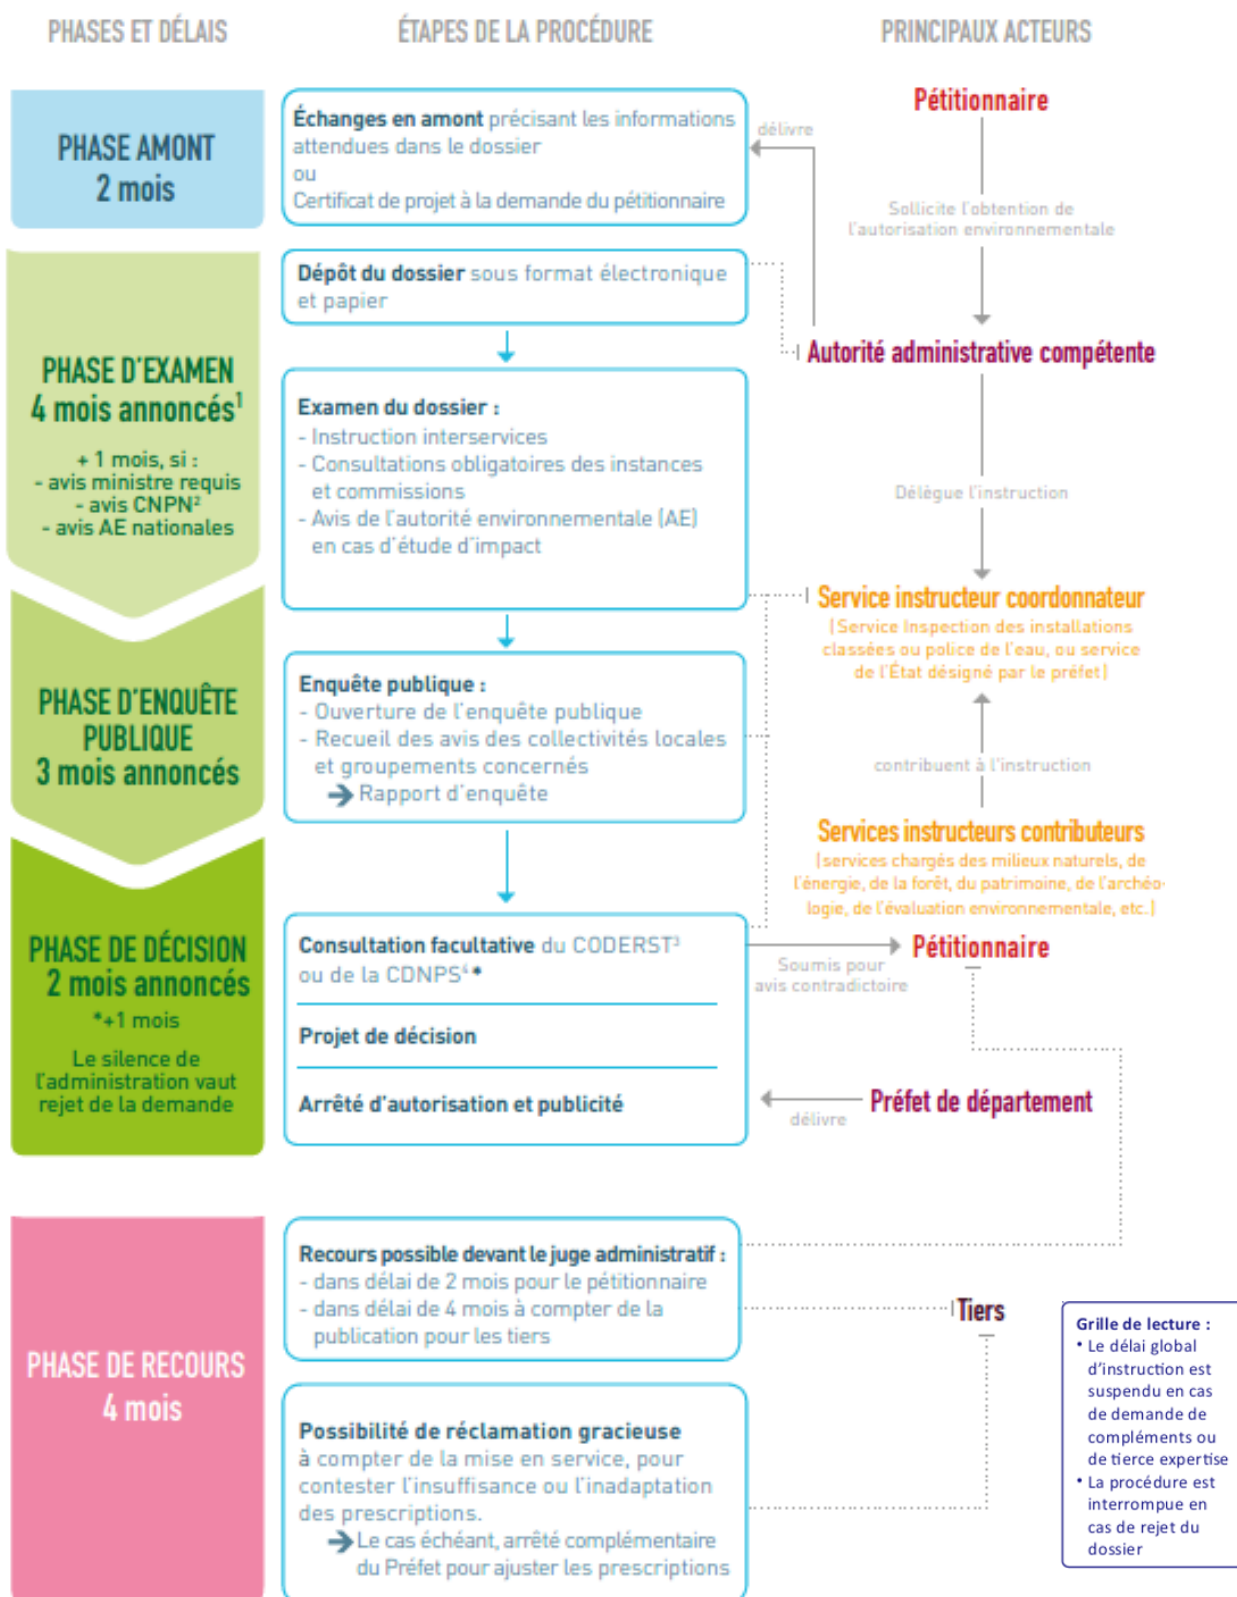 PHASES ET DÉLAIS
ÉTAPES DE LA PROCÉDURE
PRINCIPAUX ACTEURS
PHASE AMONT
2 mois
Échanges en amont précisant les informations
attendues dans le dossier
ou
Certificat de projet à la demande du pétitionnaire
délivre
Pétitionnaire
Sollicite l'obtention de
l'autorisation environnementale
PHASE D'EXAMEN
4 mois annoncés¹
+ 1 mois, si :
- avis ministre requis
- avis CNPN²
- avis AE nationales
Dépôt du dossier sous format électronique
et papier
Autorité administrative compétente
Examen du dossier :
- Instruction interservices
- Consultations obligatoires des instances
et commissions
- Avis de l'autorité environnementale (AE)
en cas d'étude d'impact
Délègue l'instruction
Service instructeur coordonnateur
(Service Inspection des installations
classées ou police de l'eau, ou service
de l'État désigné par le préfet)
PHASE D'ENQUÊTE
PUBLIQUE
3 mois annoncés
Enquête publique :
- Ouverture de l'enquête publique
- Recueil des avis des collectivités locales
et groupements concernés
→ Rapport d'enquête
contribuent à l'instruction
Services instructeurs contributeurs
(services chargés des milieux naturels, de
l'énergie, de la forêt, du patrimoine, de l'archéo-
logie, de l'évaluation environnementale, etc.)
PHASE DE DÉCISION
2 mois annoncés
*+1 mois
Le silence de
l'administration vaut
rejet de la demande
Consultation facultative du CODERST³
ou de la CDNPS⁴ *
Projet de décision
Arrêté d'autorisation et publicité
Soumis pour
avis contradictoire
Pétitionnaire
délivre
Préfet de département
PHASE DE RECOURS
4 mois
Recours possible devant le juge administratif :
- dans délai de 2 mois pour le pétitionnaire
- dans délai de 4 mois à compter de la
publication pour les tiers
Tiers
Possibilité de réclamation gracieuse
à compter de la mise en service, pour
contester l'insuffisance ou l'inadaptation
des prescriptions.
→ Le cas échéant, arrêté complémentaire
du Préfet pour ajuster les prescriptions
Grille de lecture :
• Le délai global
d'instruction est
suspendu en cas
de demande de
compléments ou
de tierce expertise
• La procédure est
interrompue en
cas de rejet du
dossier